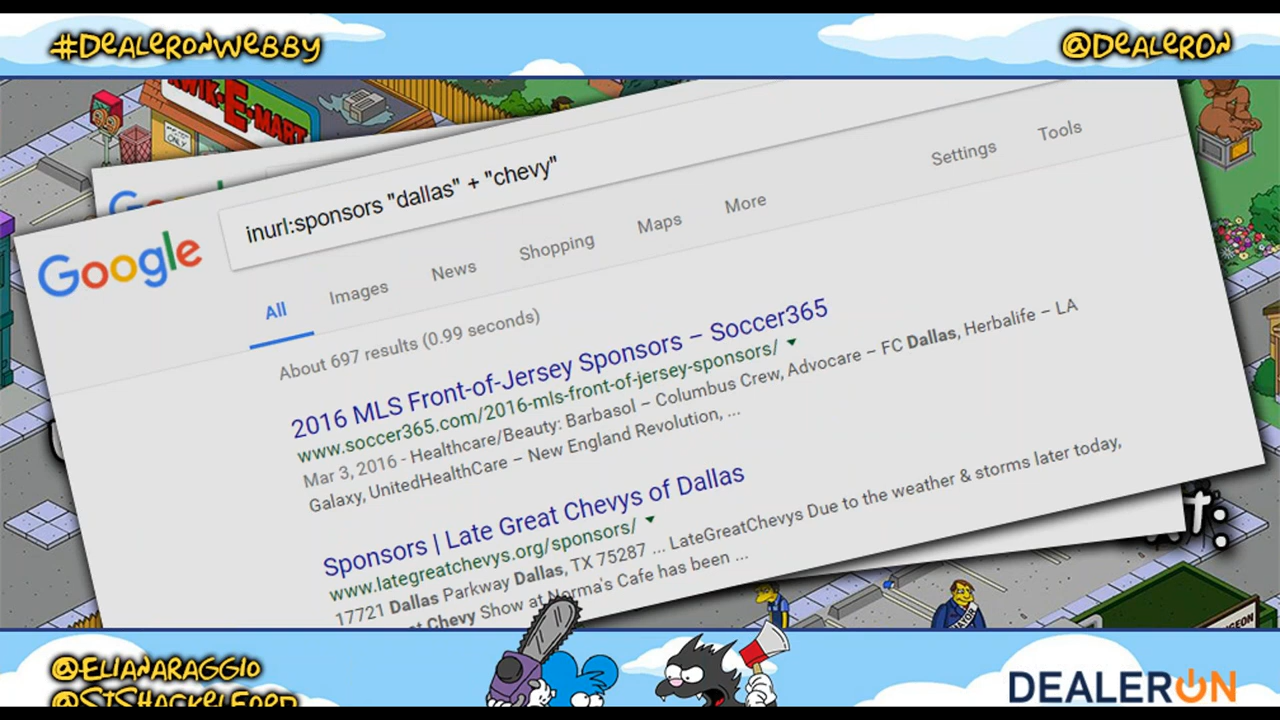 #DEALERONWEBBY
@DEALERON
KWIK-E-MART
ONLY
Google
inurl:sponsors "dallas" + "chevy"
All Images News Shopping Maps More Settings Tools
About 697 results (0.99 seconds)
2016 MLS Front-of-Jersey Sponsors – Soccer365
www.soccer365.com/2016-mls-front-of-jersey-sponsors/
Mar 3, 2016 - Healthcare/Beauty: Barbasol – Columbus Crew, Advocare – FC Dallas, Herbalife – LA
Galaxy, UnitedHealthCare – New England Revolution, ...
Sponsors | Late Great Chevys of Dallas
www.lategreatchevys.org/sponsors/
17721 Dallas Parkway Dallas, TX 75287 ... LateGreatChevys Due to the weather & storms later today,
Chevy Show at Norma's Cafe has been ...
t:
MAYOR
@ELIANARAGGIO
@SJSHACKELFORD
DEALERON